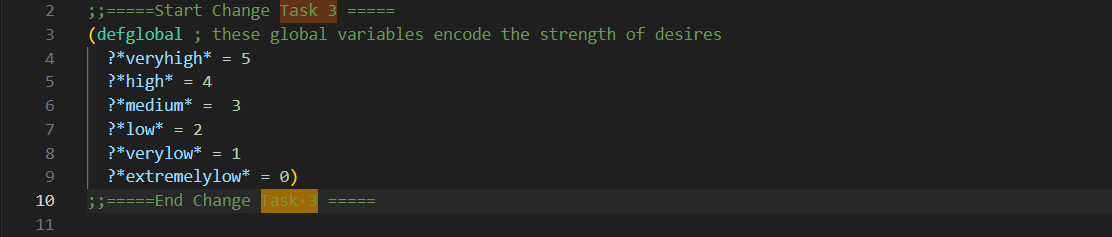 2 ;;=====Start Change Task 3 =====
3 (defglobal ; these global variables encode the strength of desires
4 ?*veryhigh* = 5
5 ?*high* = 4
6 ?*medium* =  3
7 ?*low* = 2
8 ?*verylow* = 1
9 ?*extremelylow* = 0)
10 ;;=====End Change Task 3 =====
11